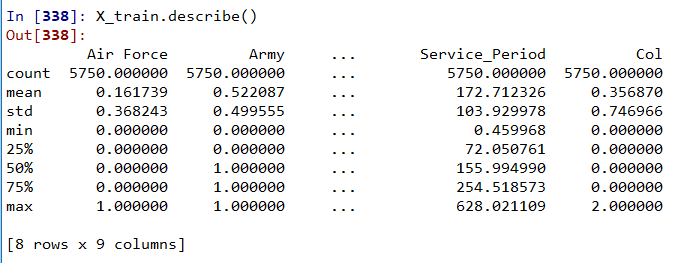 In [338]: X_train.describe()
Out[338]:
Air Force Army ... Service_Period Col
count 5750.000000 5750.000000 ... 5750.000000 5750.000000
mean 0.161739 0.522087 ... 172.712326 0.356870
std 0.368243 0.499555 ... 103.929978 0.746966
min 0.000000 0.000000 ... 0.459968 0.000000
25% 0.000000 0.000000 ... 72.050761 0.000000
50% 0.000000 1.000000 ... 155.994990 0.000000
75% 0.000000 1.000000 ... 254.518573 0.000000
max 1.000000 1.000000 ... 628.021109 2.000000
[8 rows x 9 columns]